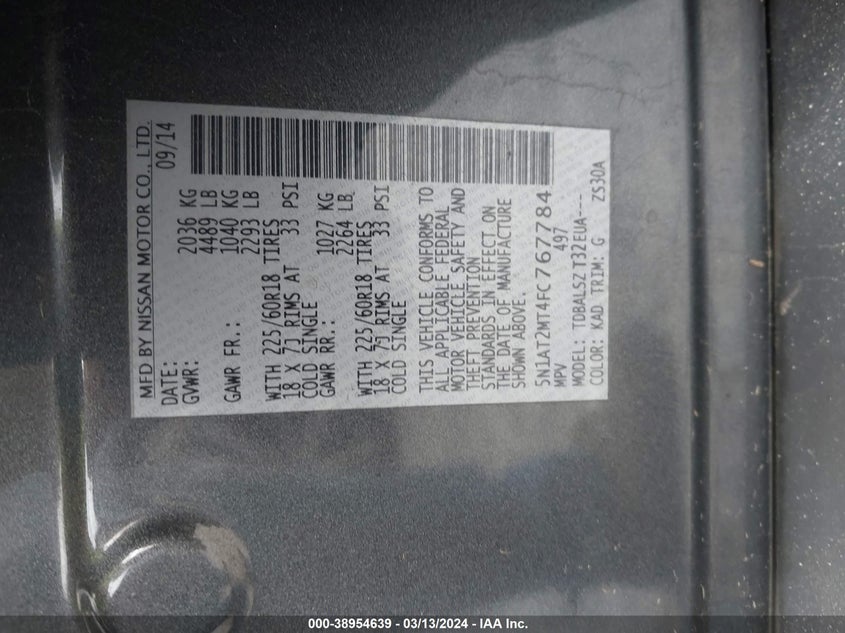 MFD BY NISSAN MOTOR CO., LTD.
DATE: 09/14
GVWR: 2036 KG
4489 LB
GAWR FR.: 1040 KG
2293 LB
WITH 225/60R18 TIRES
18 X 7J RIMS AT 33 PSI
COLD SINGLE
GAWR RR.: 1027 KG
2264 LB
WITH 225/60R18 TIRES
18 X 7J RIMS AT 33 PSI
COLD SINGLE
THIS VEHICLE CONFORMS TO
ALL APPLICABLE FEDERAL
MOTOR VEHICLE SAFETY AND
THEFT PREVENTION
STANDARDS IN EFFECT ON
THE DATE OF MANUFACTURE
SHOWN ABOVE.
5N1AT2MT4FC767784
MPV 497
MODEL: TDBALSZ T32EUA---
COLOR: KAD TRIM: G ZS30A
000-38954639 - 03/13/2024 - IAA Inc.